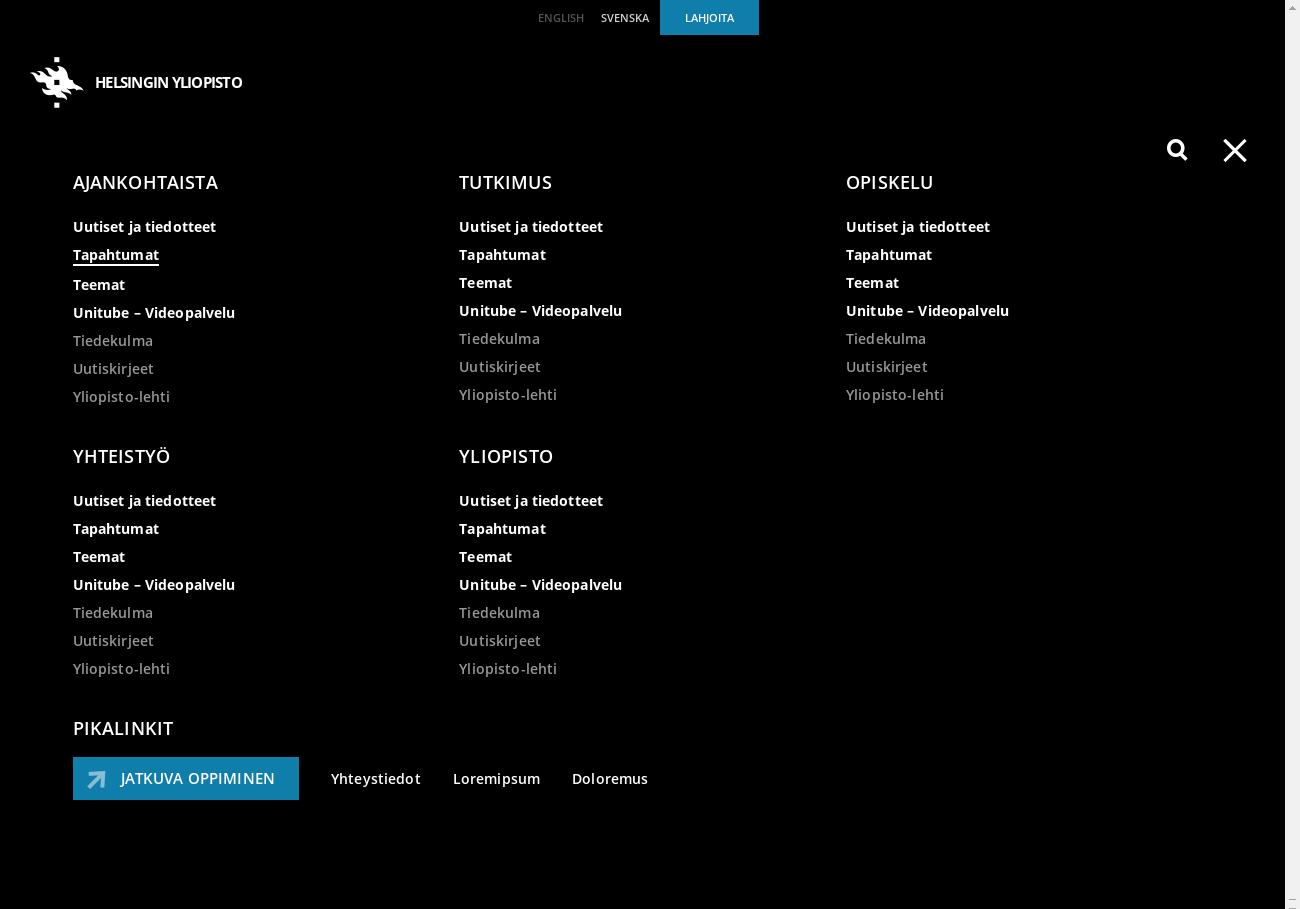 ENGLISH SVENSKA LAHJOITA
HELSINGIN YLIOPISTO
AJANKOHTAISTA
Uutiset ja tiedotteet
Tapahtumat
Teemat
Unitube – Videopalvelu
Tiedekulma
Uutiskirjeet
Yliopisto-lehti
TUTKIMUS
Uutiset ja tiedotteet
Tapahtumat
Teemat
Unitube – Videopalvelu
Tiedekulma
Uutiskirjeet
Yliopisto-lehti
OPISKELU
Uutiset ja tiedotteet
Tapahtumat
Teemat
Unitube – Videopalvelu
Tiedekulma
Uutiskirjeet
Yliopisto-lehti
YHTEISTYÖ
Uutiset ja tiedotteet
Tapahtumat
Teemat
Unitube – Videopalvelu
Tiedekulma
Uutiskirjeet
Yliopisto-lehti
YLIOPISTO
Uutiset ja tiedotteet
Tapahtumat
Teemat
Unitube – Videopalvelu
Tiedekulma
Uutiskirjeet
Yliopisto-lehti
PIKALINKIT
JATKUVA OPPIMINEN Yhteystiedot Loremipsum Doloremus